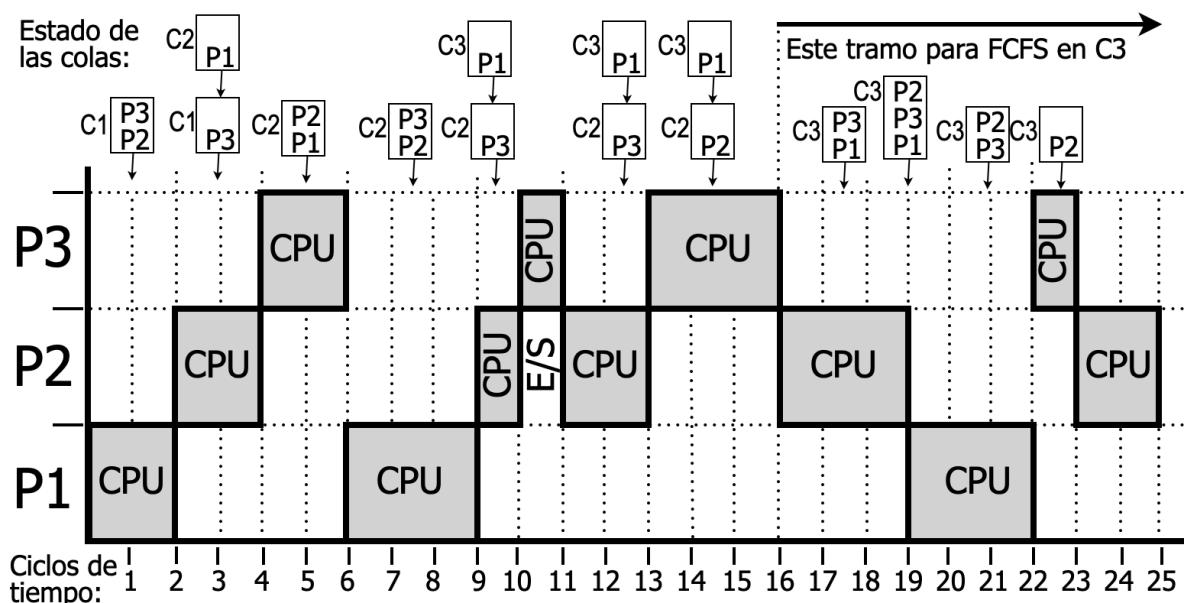 Estado de
las colas:
C2
P1
C3
P1
C3
P1
C3
P1
Este tramo para FCFS en C3
C1
P3
P2
C1
P3
C2
P2
P1
C2
P3
P2
C2
P3
C2
P3
C2
P2
C3
P3
P1
C3
P2
P3
P1
C3
P2
P3
C3
P2
P3
CPU
CPU
CPU
CPU
P2
CPU
CPU
E/S
CPU
CPU
CPU
P1
CPU
CPU
CPU
Ciclos de
tiempo:
1 2 3 4 5 6 7 8 9 10 11 12 13 14 15 16 17 18 19 20 21 22 23 24 25